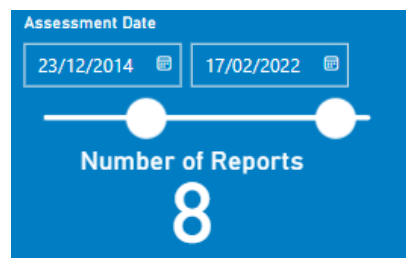 Assessment Date
23/12/2014 17/02/2022
Number of Reports
8